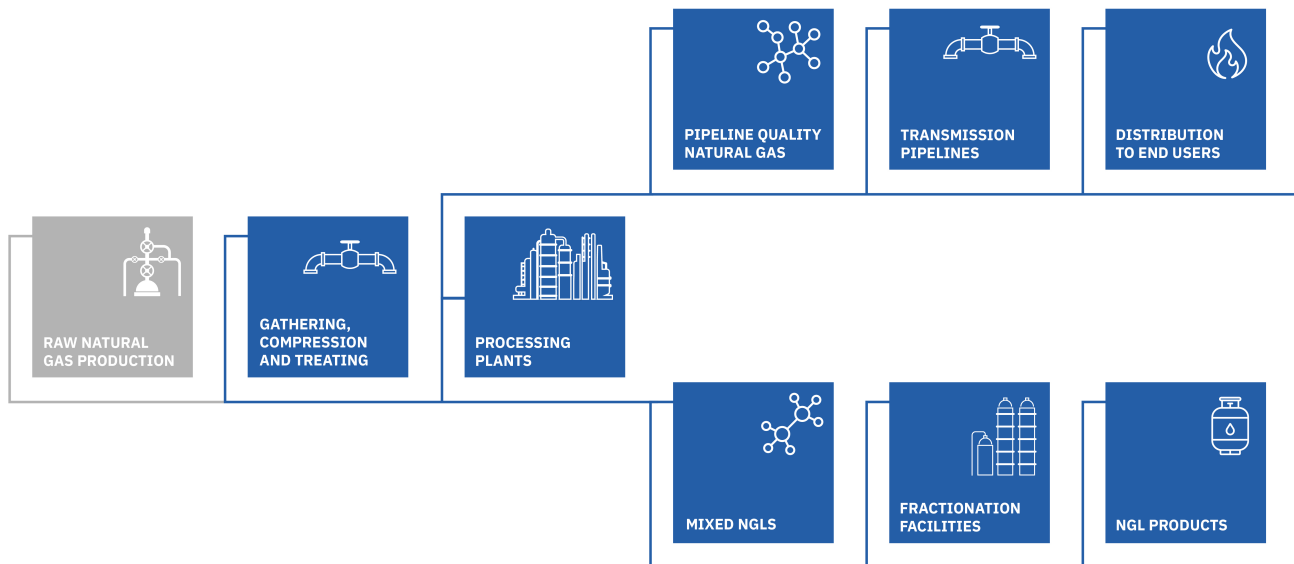 RAW NATURAL
GAS PRODUCTION
GATHERING,
COMPRESSION
AND TREATING
PROCESSING
PLANTS
PIPELINE QUALITY
NATURAL GAS
TRANSMISSION
PIPELINES
DISTRIBUTION
TO END USERS
MIXED NGLS
FRACTIONATION
FACILITIES
NGL PRODUCTS